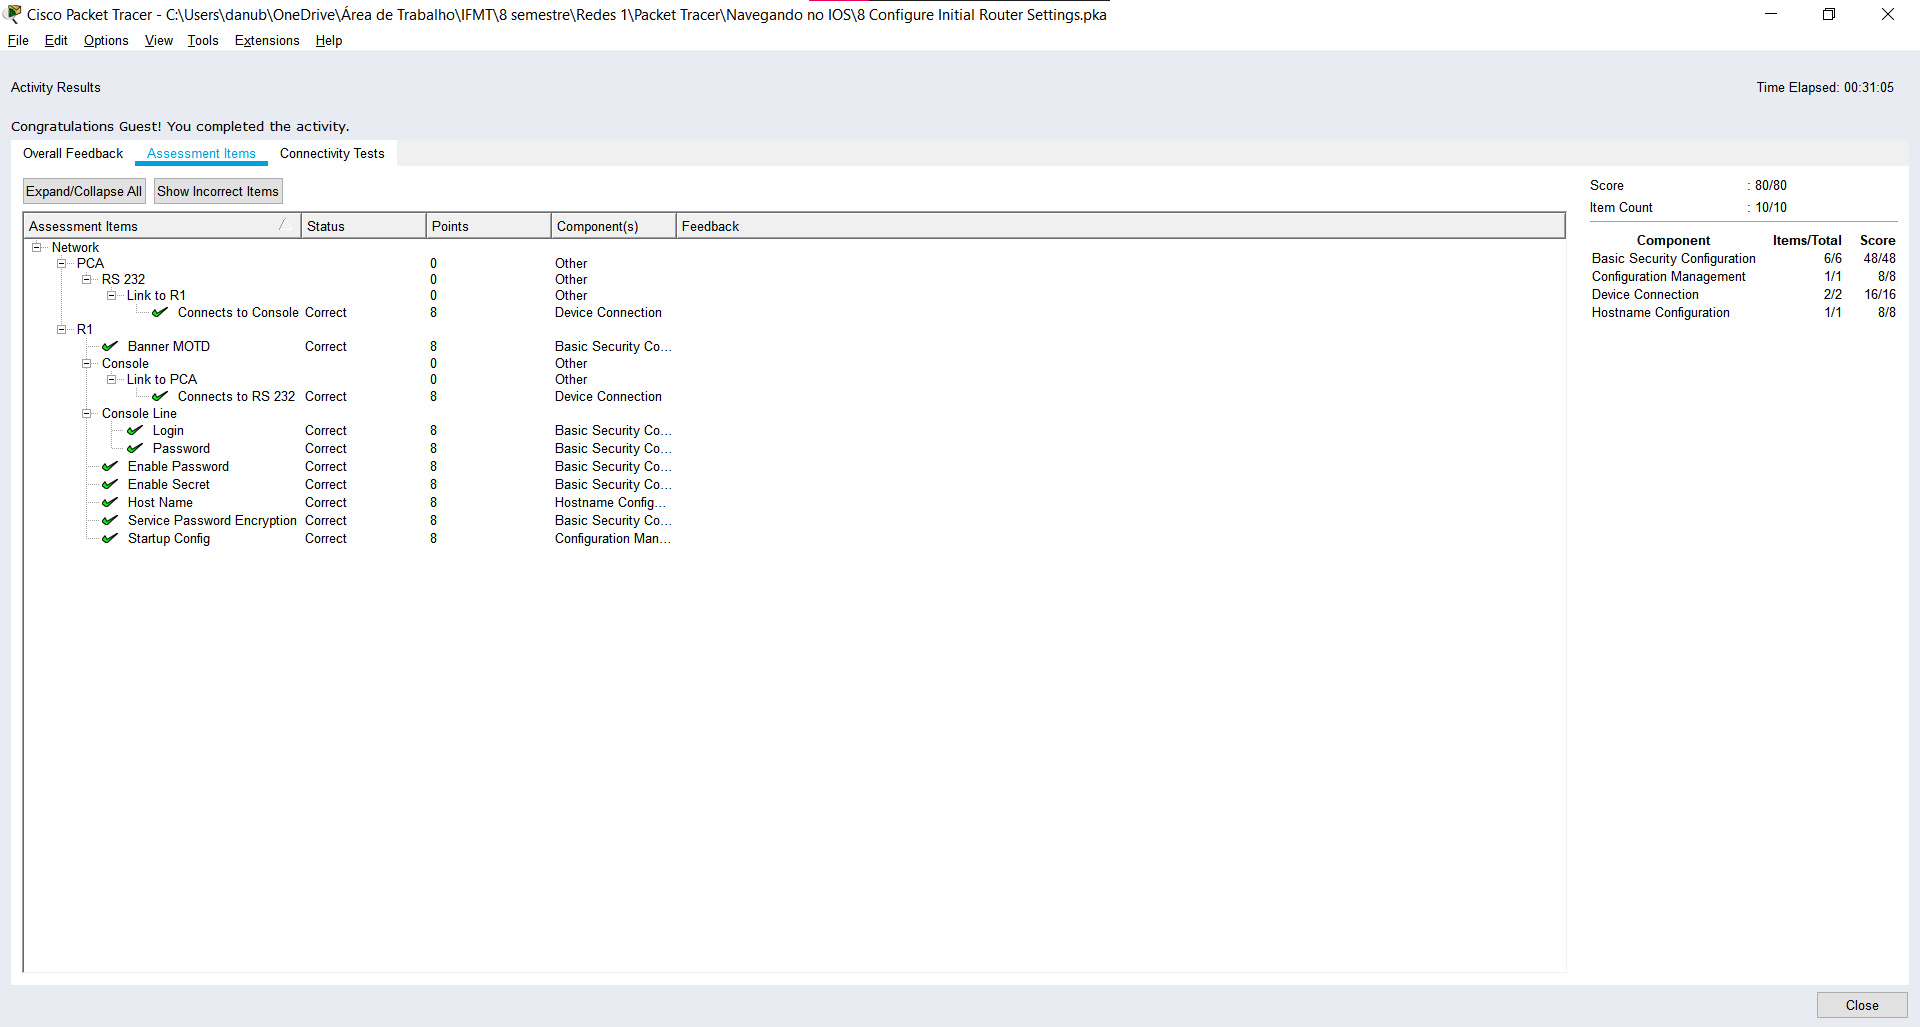 Cisco Packet Tracer - C:\Users\danub\OneDrive\Área de Trabalho\IFMT\8 semestre\Redes 1\Packet Tracer\Navegando no IOS\8 Configure Initial Router Settings.pka
File Edit Options View Tools Extensions Help
Activity Results Time Elapsed: 00:31:05
Congratulations Guest! You completed the activity.
Overall Feedback Assessment Items Connectivity Tests
Expand/Collapse All Show Incorrect Items
Assessment Items Status Points Component(s) Feedback
Network
PCA 0 Other
RS 232 0 Other
Link to R1 0 Other
Connects to Console Correct 8 Device Connection
R1
Banner MOTD Correct 8 Basic Security Co...
Console 0 Other
Link to PCA 0 Other
Connects to RS 232 Correct 8 Device Connection
Console Line
Login Correct 8 Basic Security Co...
Password Correct 8 Basic Security Co...
Enable Password Correct 8 Basic Security Co...
Enable Secret Correct 8 Basic Security Co...
Host Name Correct 8 Hostname Config...
Service Password Encryption Correct 8 Basic Security Co...
Startup Config Correct 8 Configuration Man...
Score : 80/80
Item Count : 10/10
Component Items/Total Score
Basic Security Configuration 6/6 48/48
Configuration Management 1/1 8/8
Device Connection 2/2 16/16
Hostname Configuration 1/1 8/8
Close